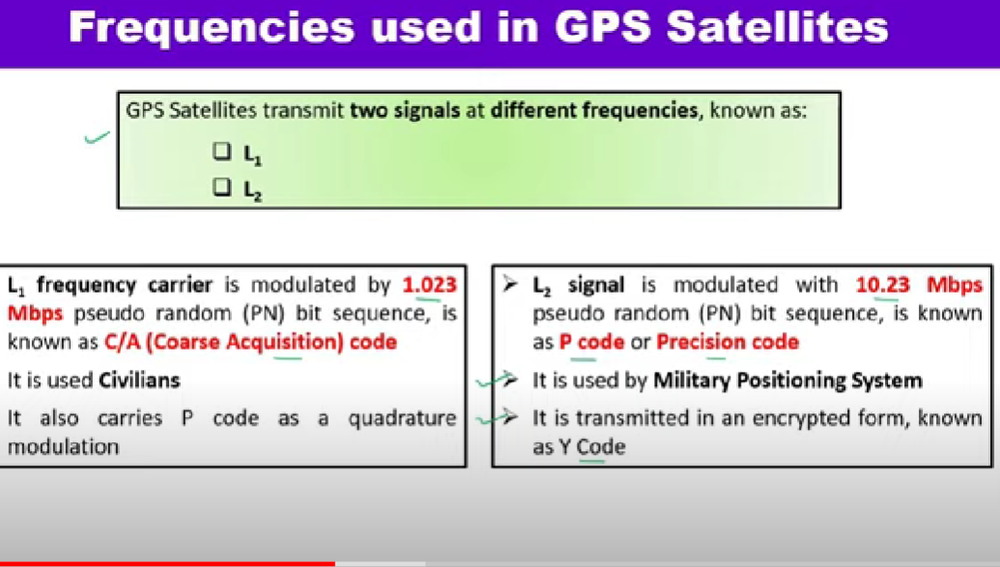 Frequencies used in GPS Satellites
GPS Satellites transmit two signals at different frequencies, known as:
❑ L₁
❑ L₂
L₁ frequency carrier is modulated by 1.023
Mbps pseudo random (PN) bit sequence, is
known as C/A (Coarse Acquisition) code
It is used Civilians
It also carries P code as a quadrature
modulation
➢ L₂ signal is modulated with 10.23 Mbps
pseudo random (PN) bit sequence, is known
as P code or Precision code
➢ It is used by Military Positioning System
➢ It is transmitted in an encrypted form, known
as Y Code